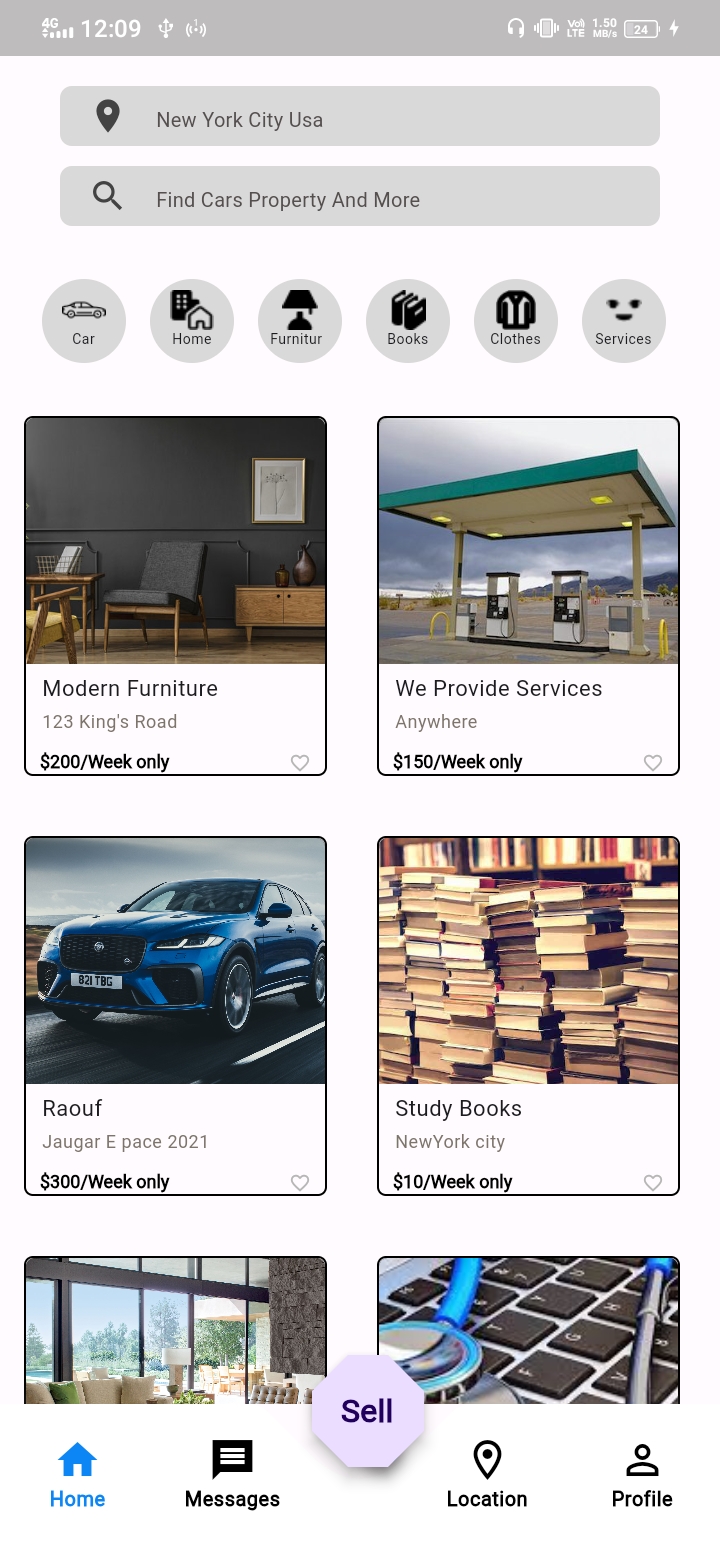 4G 12:09 Vo) LTE 1.50 MB/s 24
New York City Usa
Find Cars Property And More
Car Home Furnitur Books Clothes Services
Modern Furniture We Provide Services
123 King's Road Anywhere
$200/Week only $150/Week only
821 TBG
Raouf Study Books
Jaugar E pace 2021 NewYork city
$300/Week only $10/Week only
Sell
Home Messages Location Profile